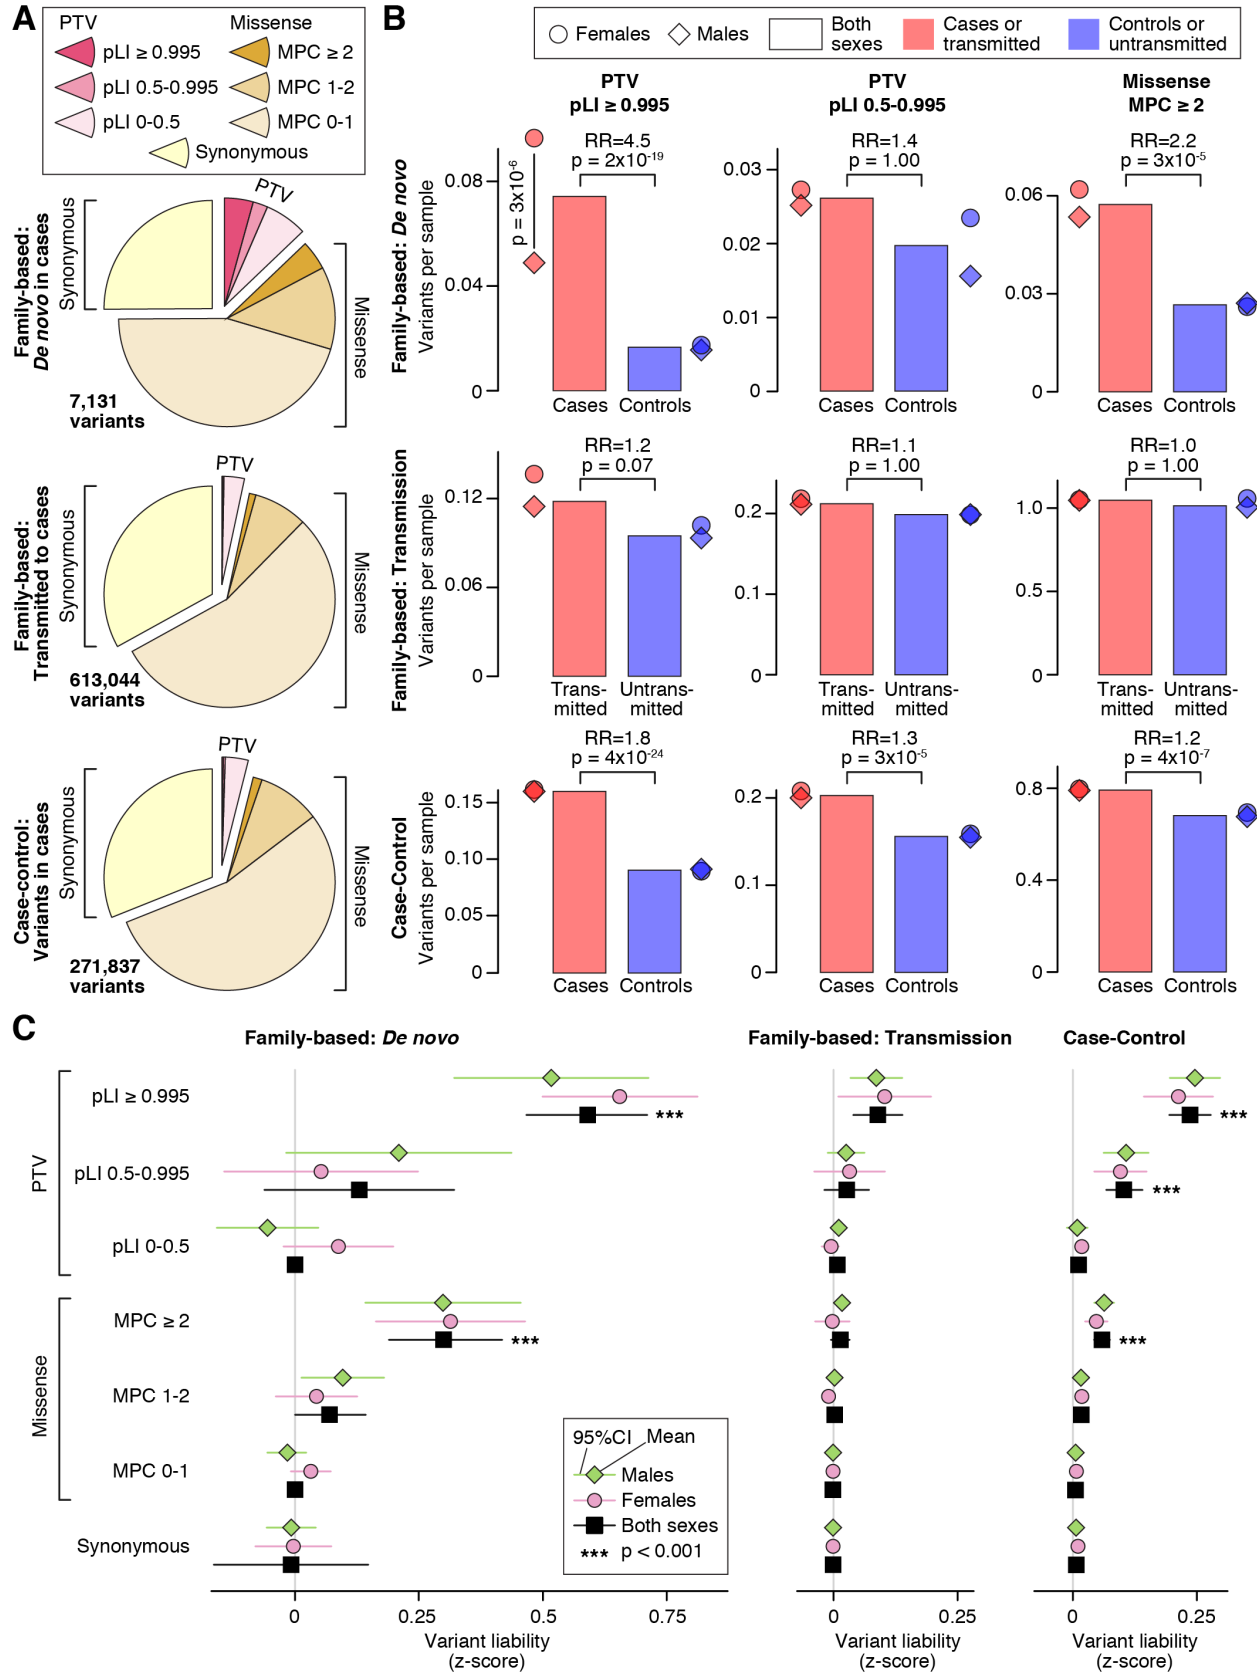 A
PTV
Missense
pLI ≥ 0.995
MPC ≥ 2
pLI 0.5-0.995
MPC 1-2
pLI 0-0.5
MPC 0-1
Synonymous
Family-based:
De novo in cases
Synonymous
PTV
Missense
7,131
variants
Family-based:
Transmitted to cases
Synonymous
PTV
Missense
613,044
variants
Case-control:
Variants in cases
Synonymous
PTV
Missense
271,837
variants
B
Females
Males
Both
sexes
Cases or
transmitted
Controls or
untransmitted
PTV
pLI ≥ 0.995
PTV
pLI 0.5-0.995
Missense
MPC ≥ 2
Family-based: De novo
Variants per sample
RR=4.5
p = 2x10-19
p = 3x10-6
0.08
0.04
0
Cases Controls
RR=1.4
p = 1.00
0.03
0.02
0.01
0
Cases Controls
RR=2.2
p = 3x10-5
0.06
0.03
0
Cases Controls
Family-based: Transmission
Variants per sample
RR=1.2
p = 0.07
0.12
0.06
0
Trans-
mitted
Untrans-
mitted
RR=1.1
p = 1.00
0.2
0.1
0
Trans-
mitted
Untrans-
mitted
RR=1.0
p = 1.00
1.0
0.5
0
Trans-
mitted
Untrans-
mitted
Case-Control
Variants per sample
RR=1.8
p = 4x10-24
0.15
0.10
0.05
0
Cases Controls
RR=1.3
p = 3x10-5
0.2
0.1
0
Cases Controls
RR=1.2
p = 4x10-7
0.8
0.4
0
Cases Controls
C
Family-based: De novo
Family-based: Transmission
Case-Control
PTV
pLI ≥ 0.995
***
***
pLI 0.5-0.995
***
pLI 0-0.5
Missense
MPC ≥ 2
***
***
MPC 1-2
MPC 0-1
Synonymous
95%CI Mean
Males
Females
Both sexes
*** p < 0.001
0 0.25 0.5 0.75
Variant liability
(z-score)
0 0.25
Variant liability
(z-score)
0 0.25
Variant liability
(z-score)